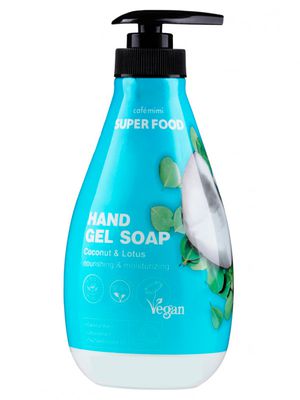 café mimi
SUPER FOOD
HAND
GEL SOAP
Coconut & Lotus
nourishing & moisturizing
Vegan